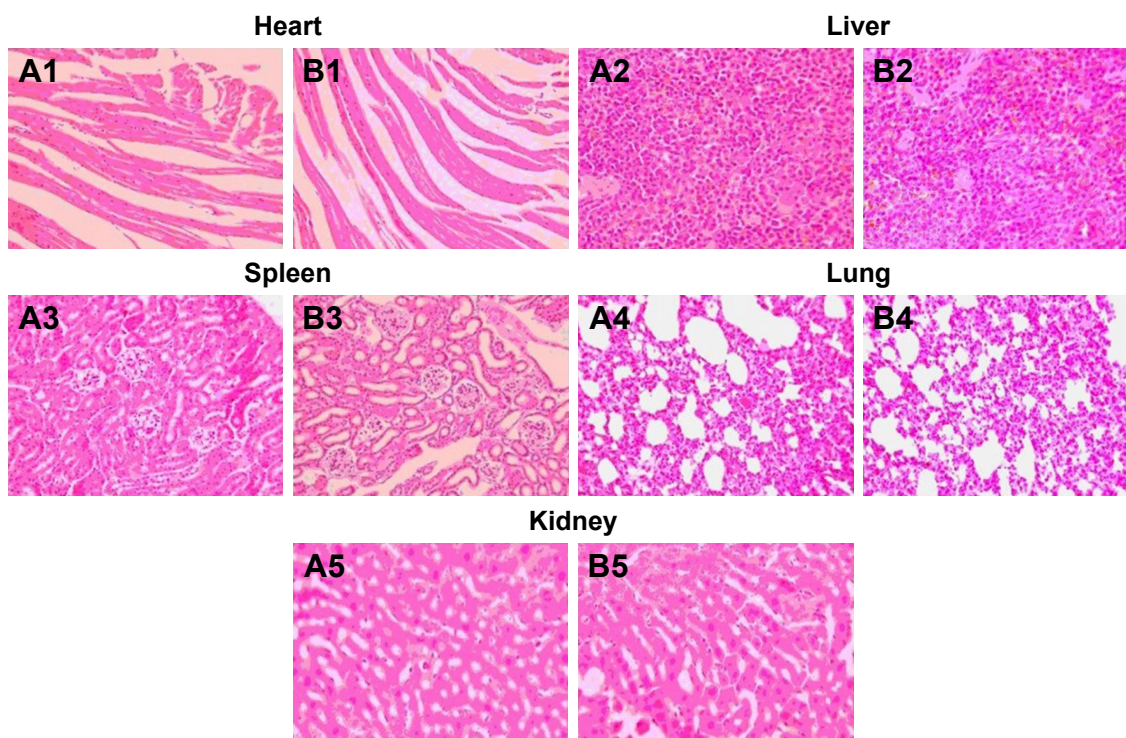 Heart Liver
A1 B1 A2 B2
Spleen Lung
A3 B3 A4 B4
Kidney
A5 B5